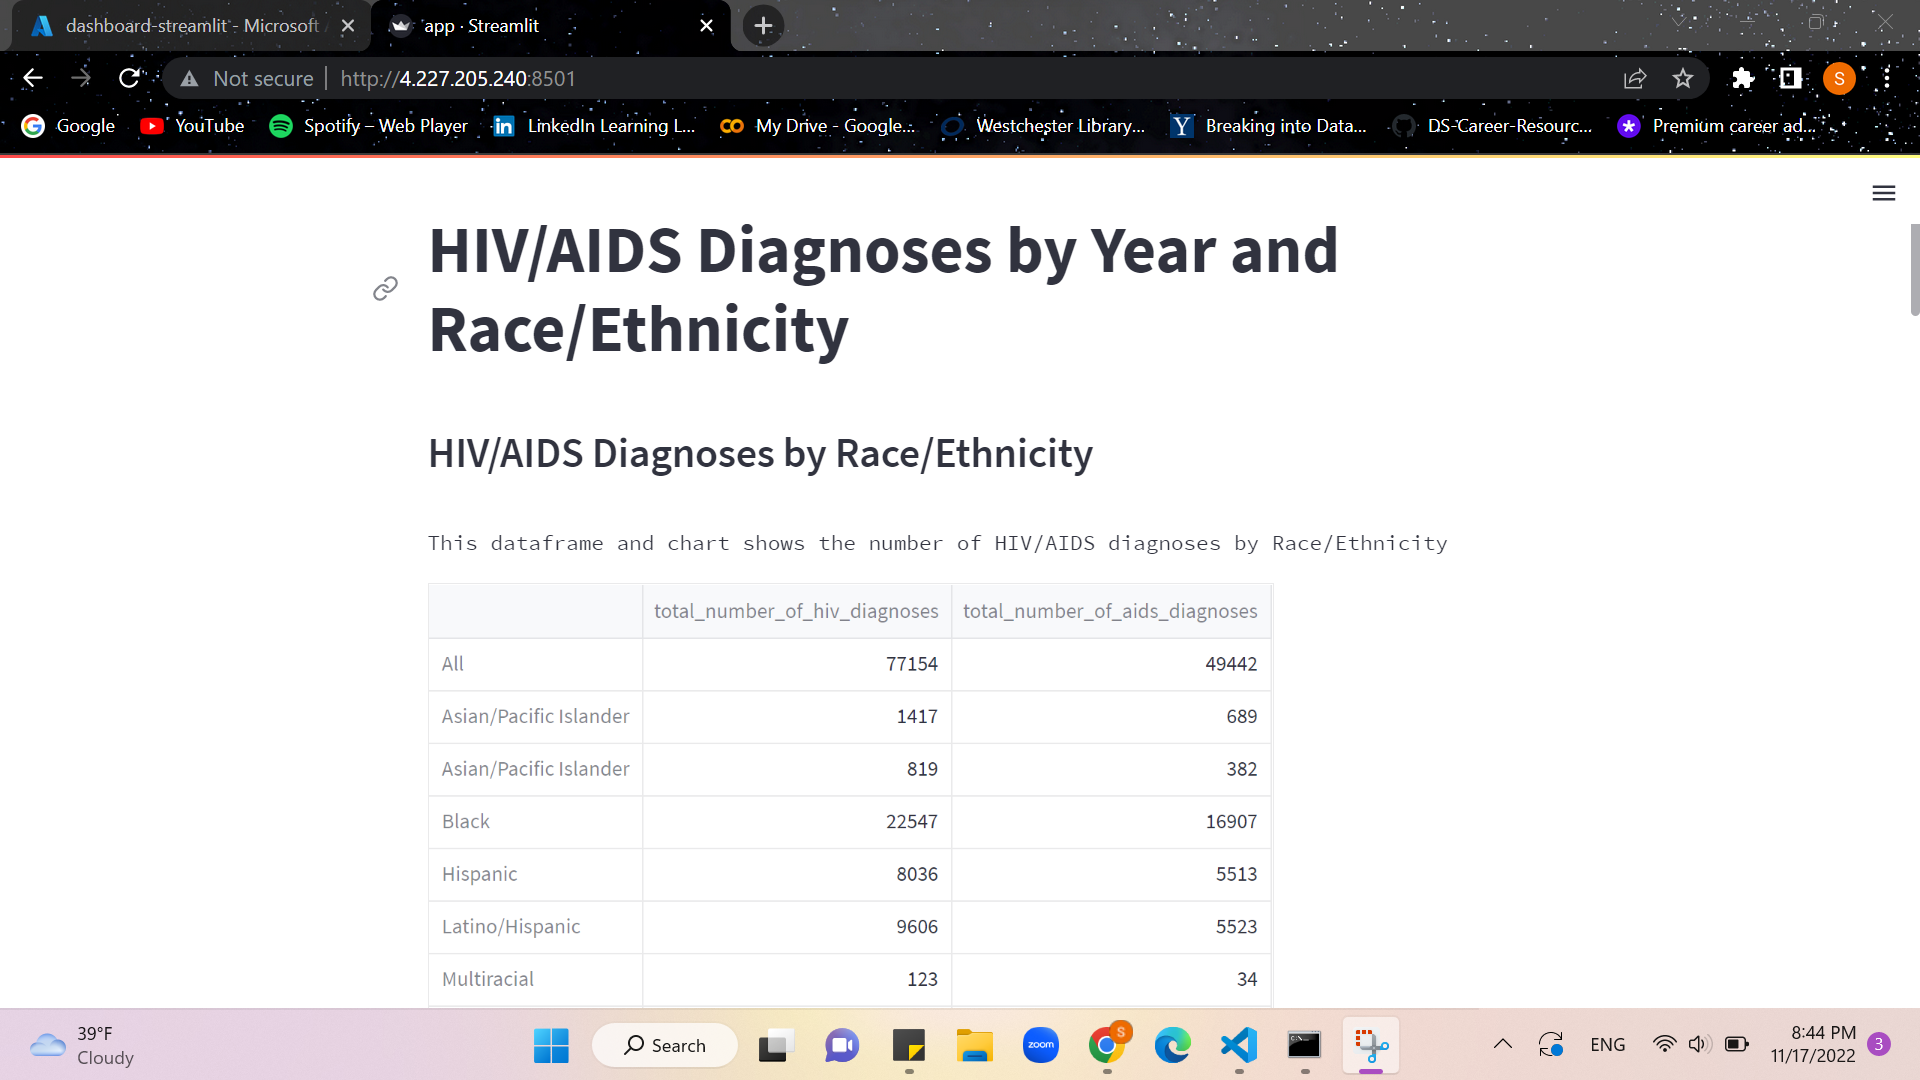 dashboard-streamlit - Microsoft
app · Streamlit
Not secure | http://4.227.205.240:8501
S
Google
YouTube
Spotify – Web Player
LinkedIn Learning L...
My Drive - Google...
Westchester Library...
Breaking into Data...
DS-Career-Resourc...
Premium career ad...
HIV/AIDS Diagnoses by Year and
Race/Ethnicity
HIV/AIDS Diagnoses by Race/Ethnicity
This dataframe and chart shows the number of HIV/AIDS diagnoses by Race/Ethnicity
total_number_of_hiv_diagnoses total_number_of_aids_diagnoses
All 77154 49442
Asian/Pacific Islander 1417 689
Asian/Pacific Islander 819 382
Black 22547 16907
Hispanic 8036 5513
Latino/Hispanic 9606 5523
Multiracial 123 34
39°F
Cloudy
Search
zoom
S
ENG
8:44 PM
11/17/2022
3